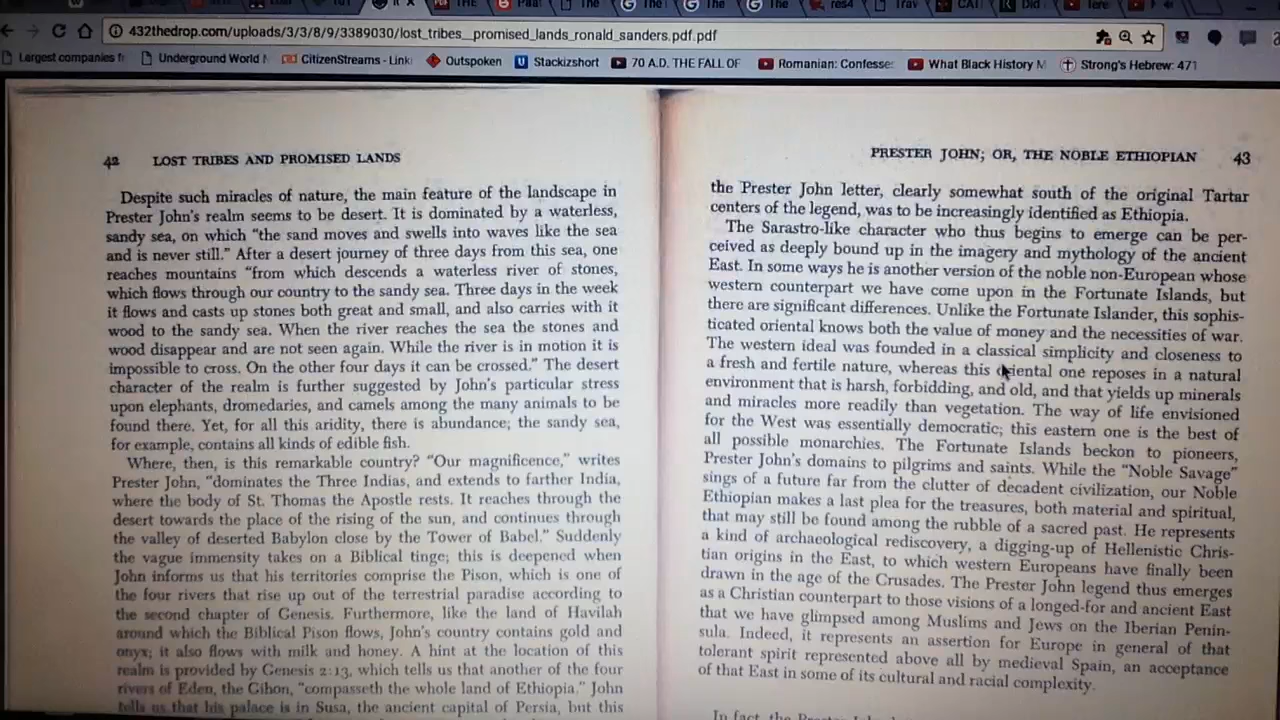 432thedrop.com/uploads/3/3/8/9/3389030/lost_tribes__promised_lands_ronald_sanders.pdf.pdf
Largest companies Underground World CitizenStreams - Link Outspoken Stackizshort 70 A.D. THE FALL OF Romanian: Confesse What Black History M Strong's Hebrew: 471
42 LOST TRIBES AND PROMISED LANDS
Despite such miracles of nature, the main feature of the landscape in
Prester John's realm seems to be desert. It is dominated by a waterless,
sandy sea, on which "the sand moves and swells into waves like the sea
and is never still." After a desert journey of three days from this sea, one
reaches mountains "from which descends a waterless river of stones,
which flows through our country to the sandy sea. Three days in the week
it flows and casts up stones both great and small, and also carries with it
wood to the sandy sea. When the river reaches the sea the stones and
wood disappear and are not seen again. While the river is in motion it is
impossible to cross. On the other four days it can be crossed." The desert
character of the realm is further suggested by John's particular stress
upon elephants, dromedaries, and camels among the many animals to be
found there. Yet, for all this aridity, there is abundance; the sandy sea,
for example, contains all kinds of edible fish.
Where, then, is this remarkable country? "Our magnificence," writes
Prester John, "dominates the Three Indias, and extends to farther India,
where the body of St. Thomas the Apostle rests. It reaches through the
desert towards the place of the rising of the sun, and continues through
the valley of deserted Babylon close by the Tower of Babel." Suddenly
the vague immensity takes on a Biblical tinge; this is deepened when
John informs us that his territories comprise the Pison, which is one of
the four rivers that rise up out of the terrestrial paradise according to
the second chapter of Genesis. Furthermore, like the land of Havilah
around which the Biblical Pison flows, John's country contains gold and
onyx; it also flows with milk and honey. A hint at the location of this
realm is provided by Genesis 2:13, which tells us that another of the four
rivers of Eden, the Gihon, "compasseth the whole land of Ethiopia." John
tells us that his palace is in Susa, the ancient capital of Persia, but this
PRESTER JOHN; OR, THE NOBLE ETHIOPIAN 43
the Prester John letter, clearly somewhat south of the original Tartar
centers of the legend, was to be increasingly identified as Ethiopia.
The Sarastro-like character who thus begins to emerge can be per-
ceived as deeply bound up in the imagery and mythology of the ancient
East. In some ways he is another version of the noble non-European whose
western counterpart we have come upon in the Fortunate Islands, but
there are significant differences. Unlike the Fortunate Islander, this sophis-
ticated oriental knows both the value of money and the necessities of war.
The western ideal was founded in a classical simplicity and closeness to
a fresh and fertile nature, whereas this oriental one reposes in a natural
environment that is harsh, forbidding, and old, and that yields up minerals
and miracles more readily than vegetation. The way of life envisioned
for the West was essentially democratic; this eastern one is the best of
all possible monarchies. The Fortunate Islands beckon to pioneers,
Prester John's domains to pilgrims and saints. While the "Noble Savage"
sings of a future far from the clutter of decadent civilization, our Noble
Ethiopian makes a last plea for the treasures, both material and spiritual,
that may still be found among the rubble of a sacred past. He represents
a kind of archaeological rediscovery, a digging-up of Hellenistic Chris-
tian origins in the East, to which western Europeans have finally been
drawn in the age of the Crusades. The Prester John legend thus emerges
as a Christian counterpart to those visions of a longed-for and ancient East
that we have glimpsed among Muslims and Jews on the Iberian Penin-
sula. Indeed, it represents an assertion for Europe in general of that
tolerant spirit represented above all by medieval Spain, an acceptance
of that East in some of its cultural and racial complexity.